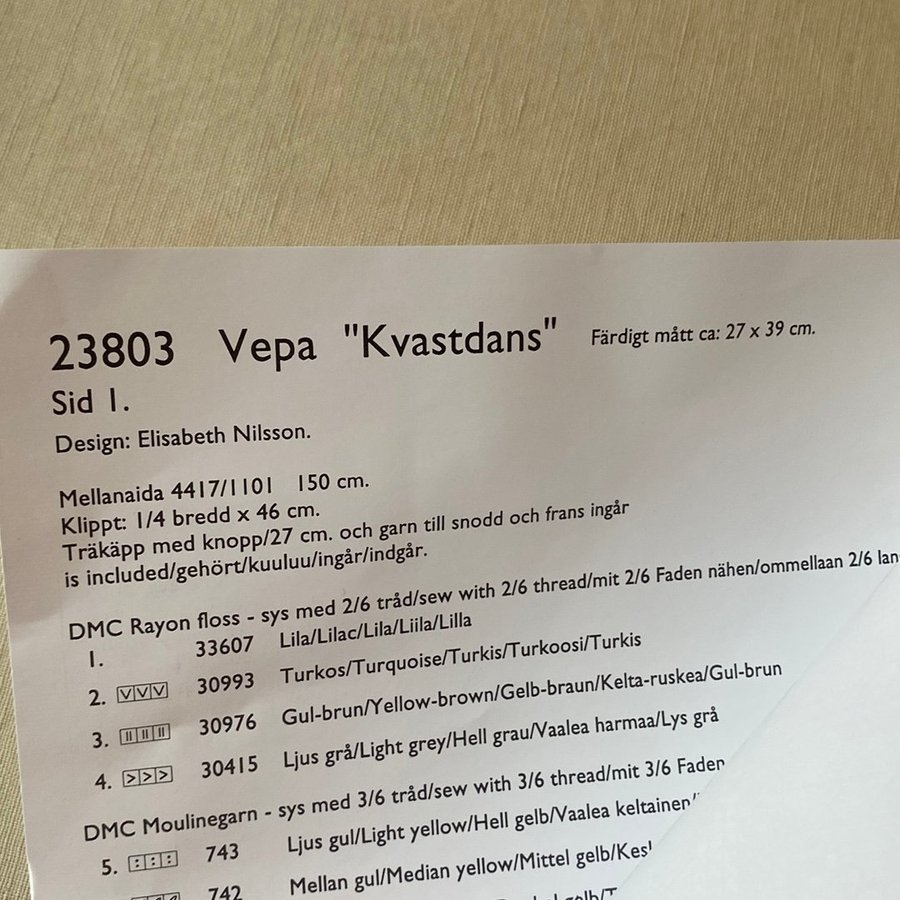 23803 Vepa "Kvastdans" Färdigt mått ca: 27 x 39 cm.
Sid 1.
Design: Elisabeth Nilsson.
Mellanaida 4417/1101 150 cm.
Klippt: 1/4 bredd x 46 cm.
Träkäpp med knopp/27 cm. och garn till snodd och frans ingår
is included/gehört/kuuluu/ingår/indgår.
DMC Rayon floss - sys med 2/6 tråd/sew with 2/6 thread/mit 2/6 Faden nähen/ommellaan 2/6
1. 33607 Lila/Lilac/Lila/Liila/Lilla
2. VVV 30993 Turkos/Turquoise/Turkis/Turkoosi/Turkis
3. 30976 Gul-brun/Yellow-brown/Gelb-braun/Kelta-ruskea/Gul-brun
4. >>> 30415 Ljus grå/Light grey/Hell grau/Vaalea harmaa/Lys grå
DMC Moulinegarn - sys med 3/6 tråd/sew with 3/6 thread/mit 3/6 Faden
5. ::: 743 Ljus gul/Light yellow/Hell gelb/Vaalea keltainen/
742 Mellan gul/Median yellow/Mittel gelb/